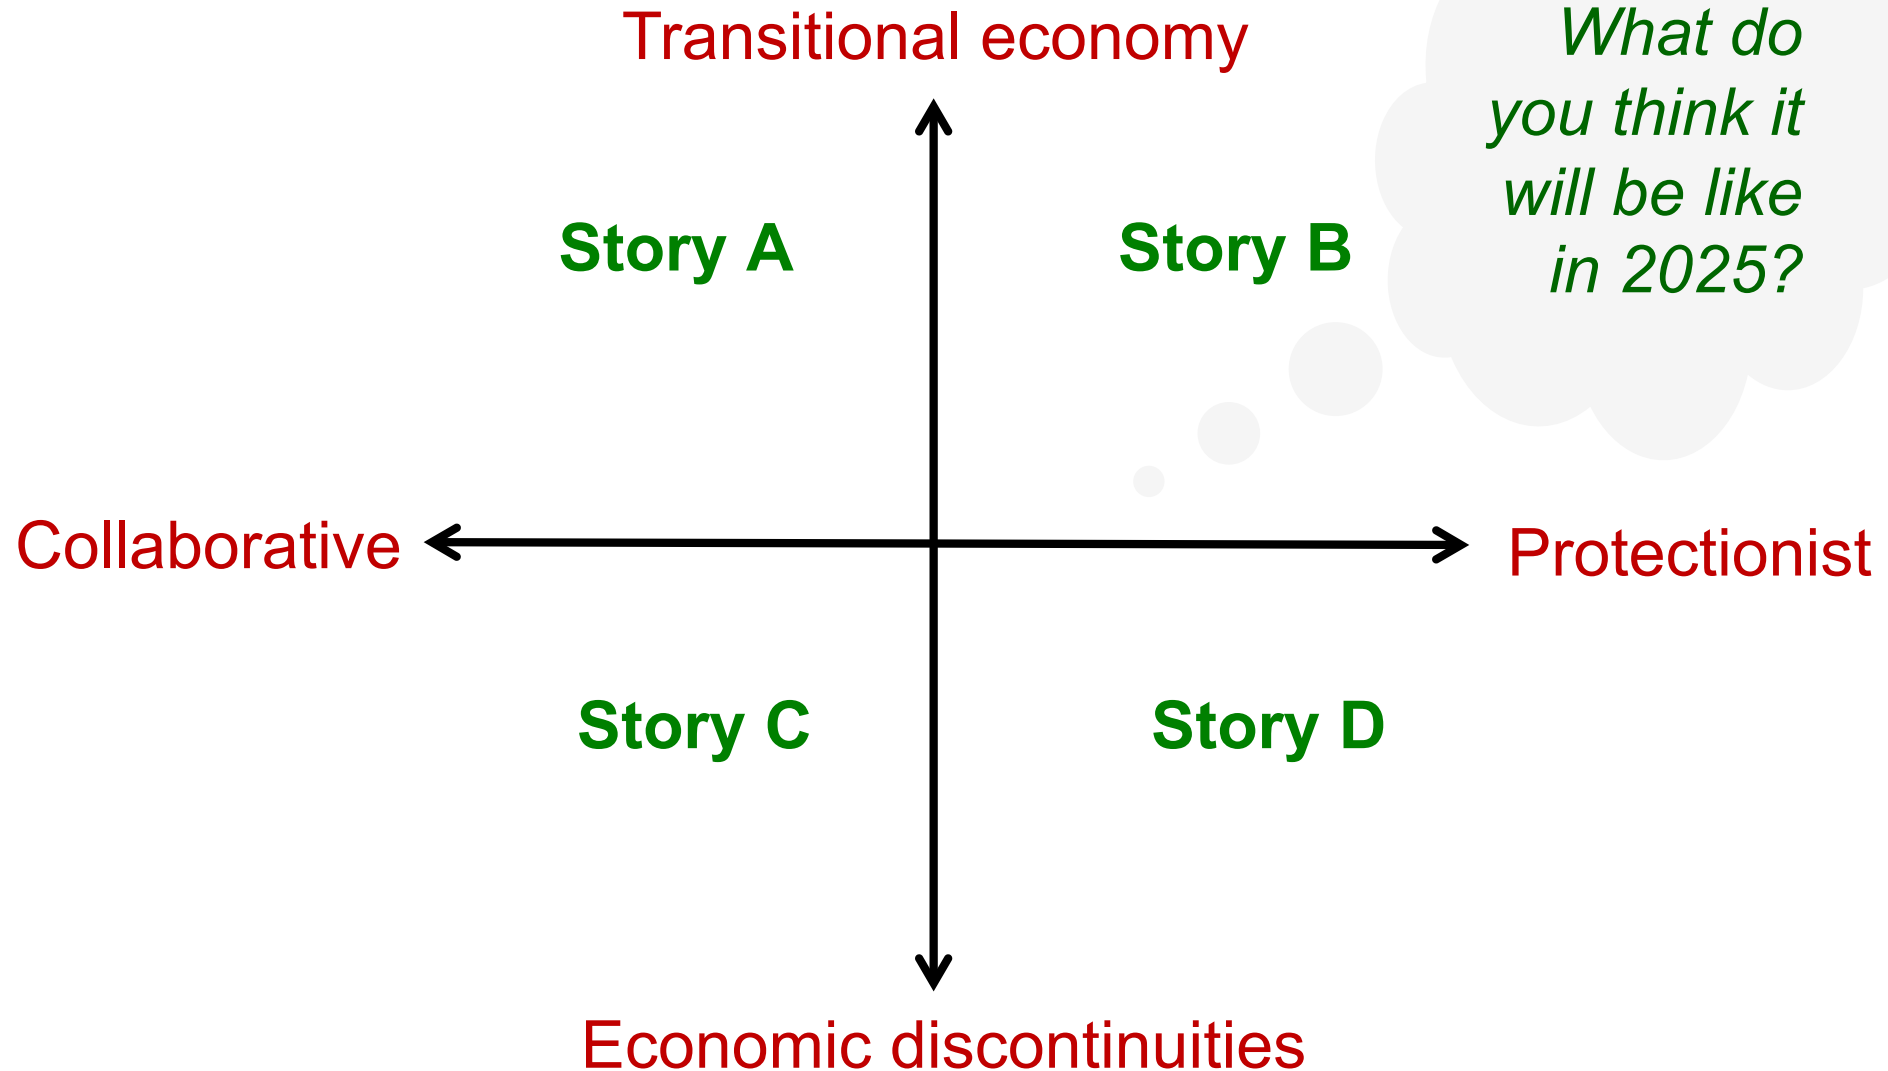 Transitional economy
What do
you think it
will be like
in 2025?
Story A
Story B
Collaborative
Protectionist
Story C
Story D
Economic discontinuities